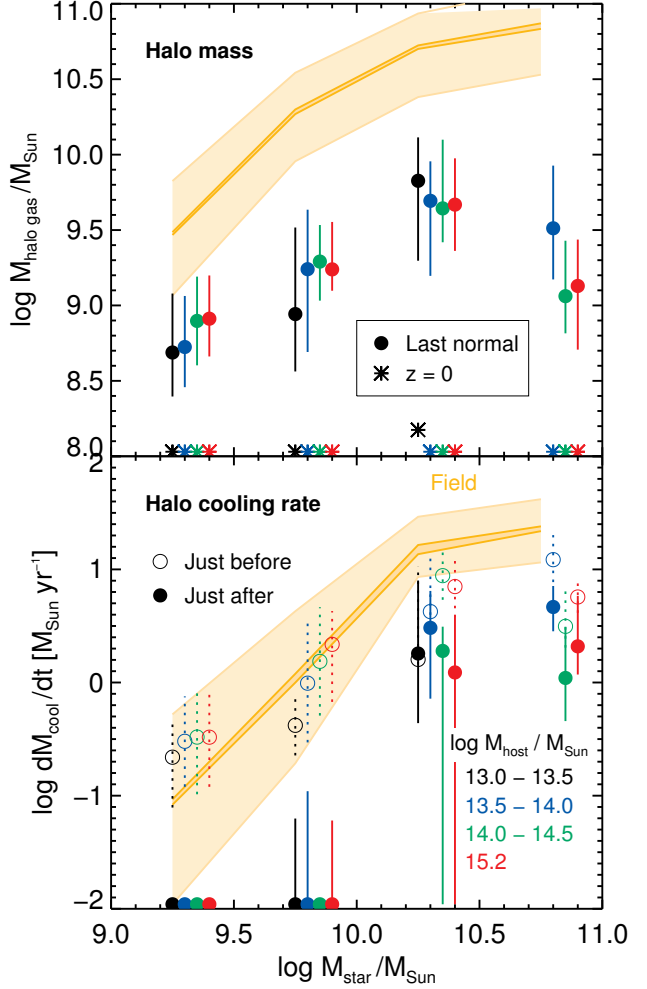 Halo mass
11.0
10.5
10.0
9.5
9.0
8.5
8.0
log M_halo gas/M_Sun
Last normal
z = 0
Field
Halo cooling rate
Just before
Just after
2
1
0
−1
−2
log dM_cool/dt [M_Sun yr⁻¹]
log M_host / M_Sun
13.0 − 13.5
13.5 − 14.0
14.0 − 14.5
15.2
9.0 9.5 10.0 10.5 11.0
log M_star/M_Sun